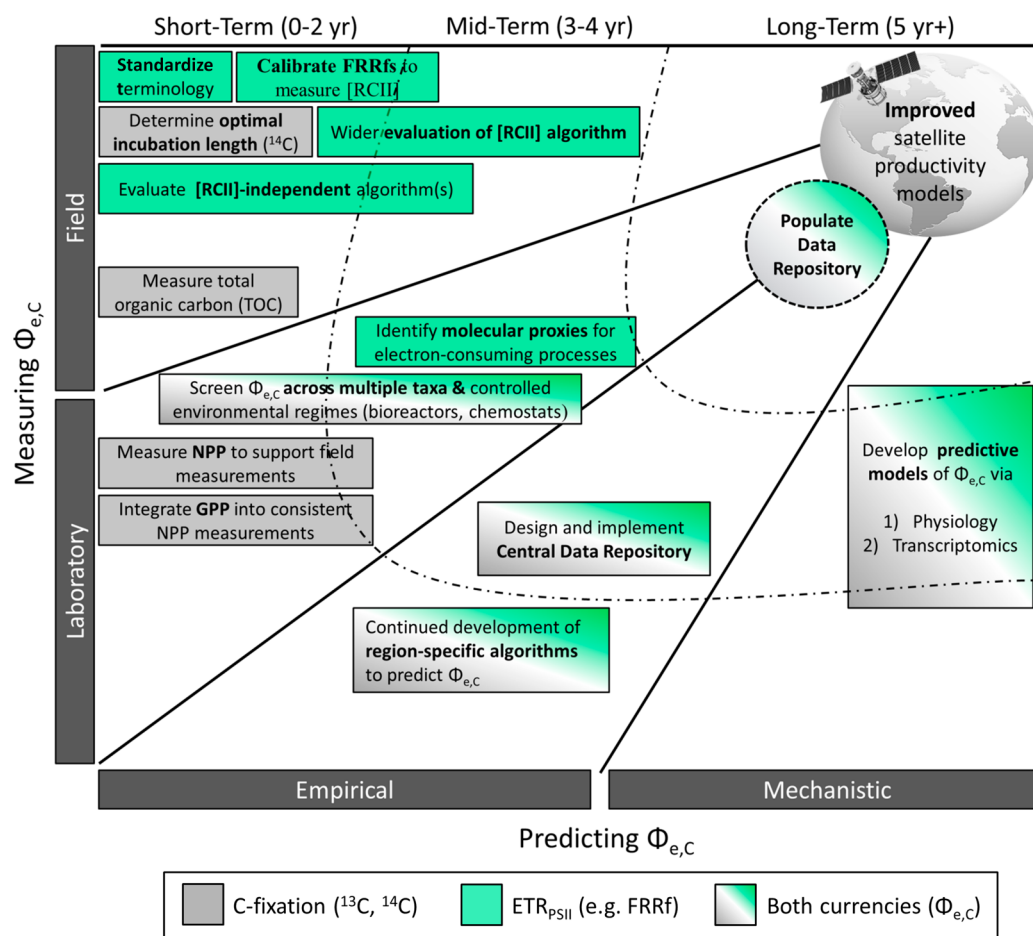 Short-Term (0-2 yr)
Mid-Term (3-4 yr)
Long-Term (5 yr+)
Measuring Φe,C
Field
Laboratory
Standardize
terminology
Calibrate FRRfs to
measure [RCII]
Determine optimal
incubation length (14C)
Wider evaluation of [RCII] algorithm
Evaluate [RCII]-independent algorithm(s)
Measure total
organic carbon (TOC)
Identify molecular proxies for
electron-consuming processes
Screen Φe,C across multiple taxa & controlled
environmental regimes (bioreactors, chemostats)
Measure NPP to support field
measurements
Integrate GPP into consistent
NPP measurements
Improved
satellite
productivity
models
Populate
Data
Repository
Design and implement
Central Data Repository
Continued development of
region-specific algorithms
to predict Φe,C
Develop predictive
models of Φe,C via
1) Physiology
2) Transcriptomics
Empirical
Mechanistic
Predicting Φe,C
C-fixation (13C, 14C)
ETRPSII (e.g. FRRf)
Both currencies (Φe,C)